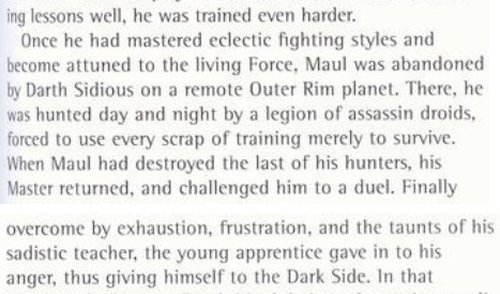 ing lessons well, he was trained even harder.
Once he had mastered eclectic fighting styles and
become attuned to the living Force, Maul was abandoned
by Darth Sidious on a remote Outer Rim planet. There, he
was hunted day and night by a legion of assassin droids,
forced to use every scrap of training merely to survive.
When Maul had destroyed the last of his hunters, his
Master returned, and challenged him to a duel. Finally
overcome by exhaustion, frustration, and the taunts of his
sadistic teacher, the young apprentice gave in to his
anger, thus giving himself to the Dark Side. In that